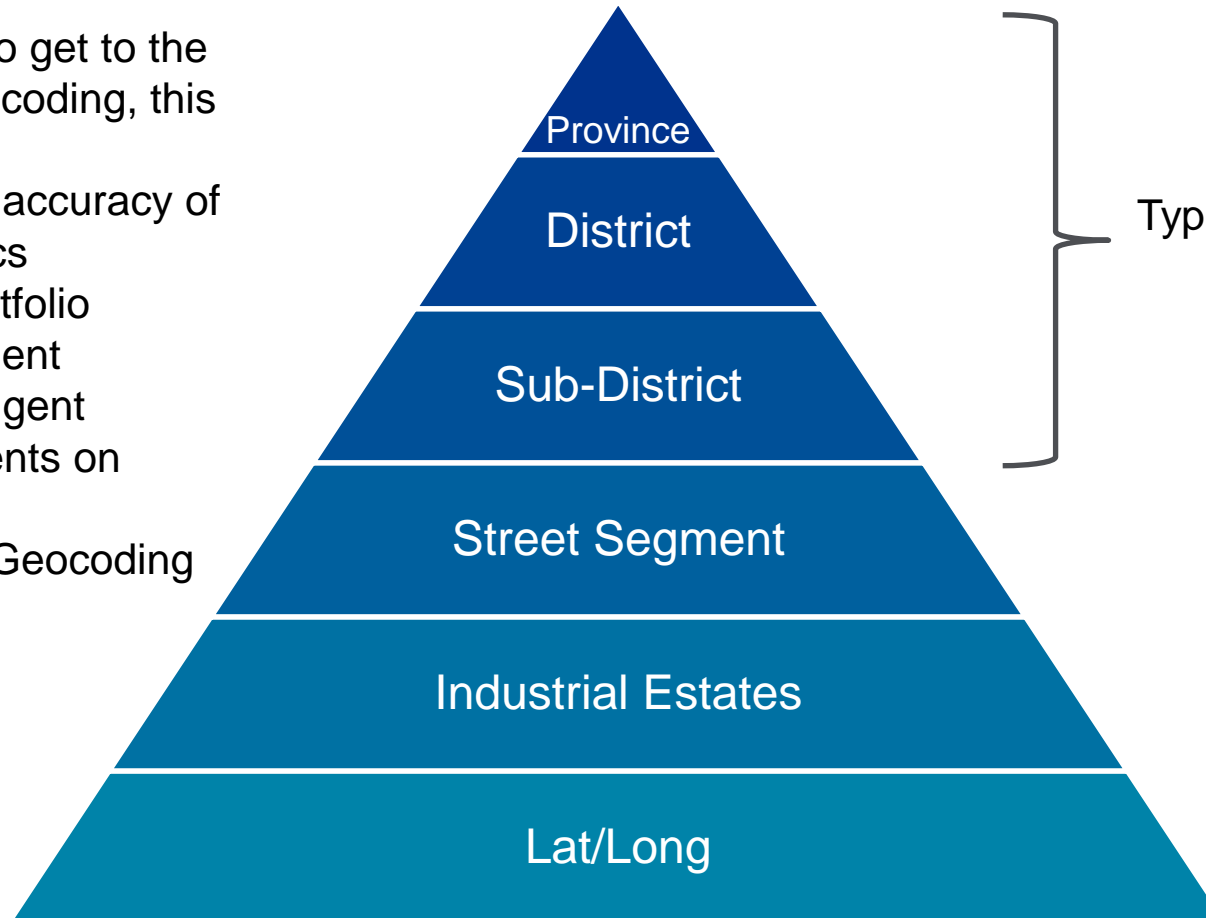 o get to the
coding, this
accuracy of
cs
tfolio
ent
gent
ents on
Geocoding
Province
District
Sub-District
Street Segment
Industrial Estates
Lat/Long
Typ